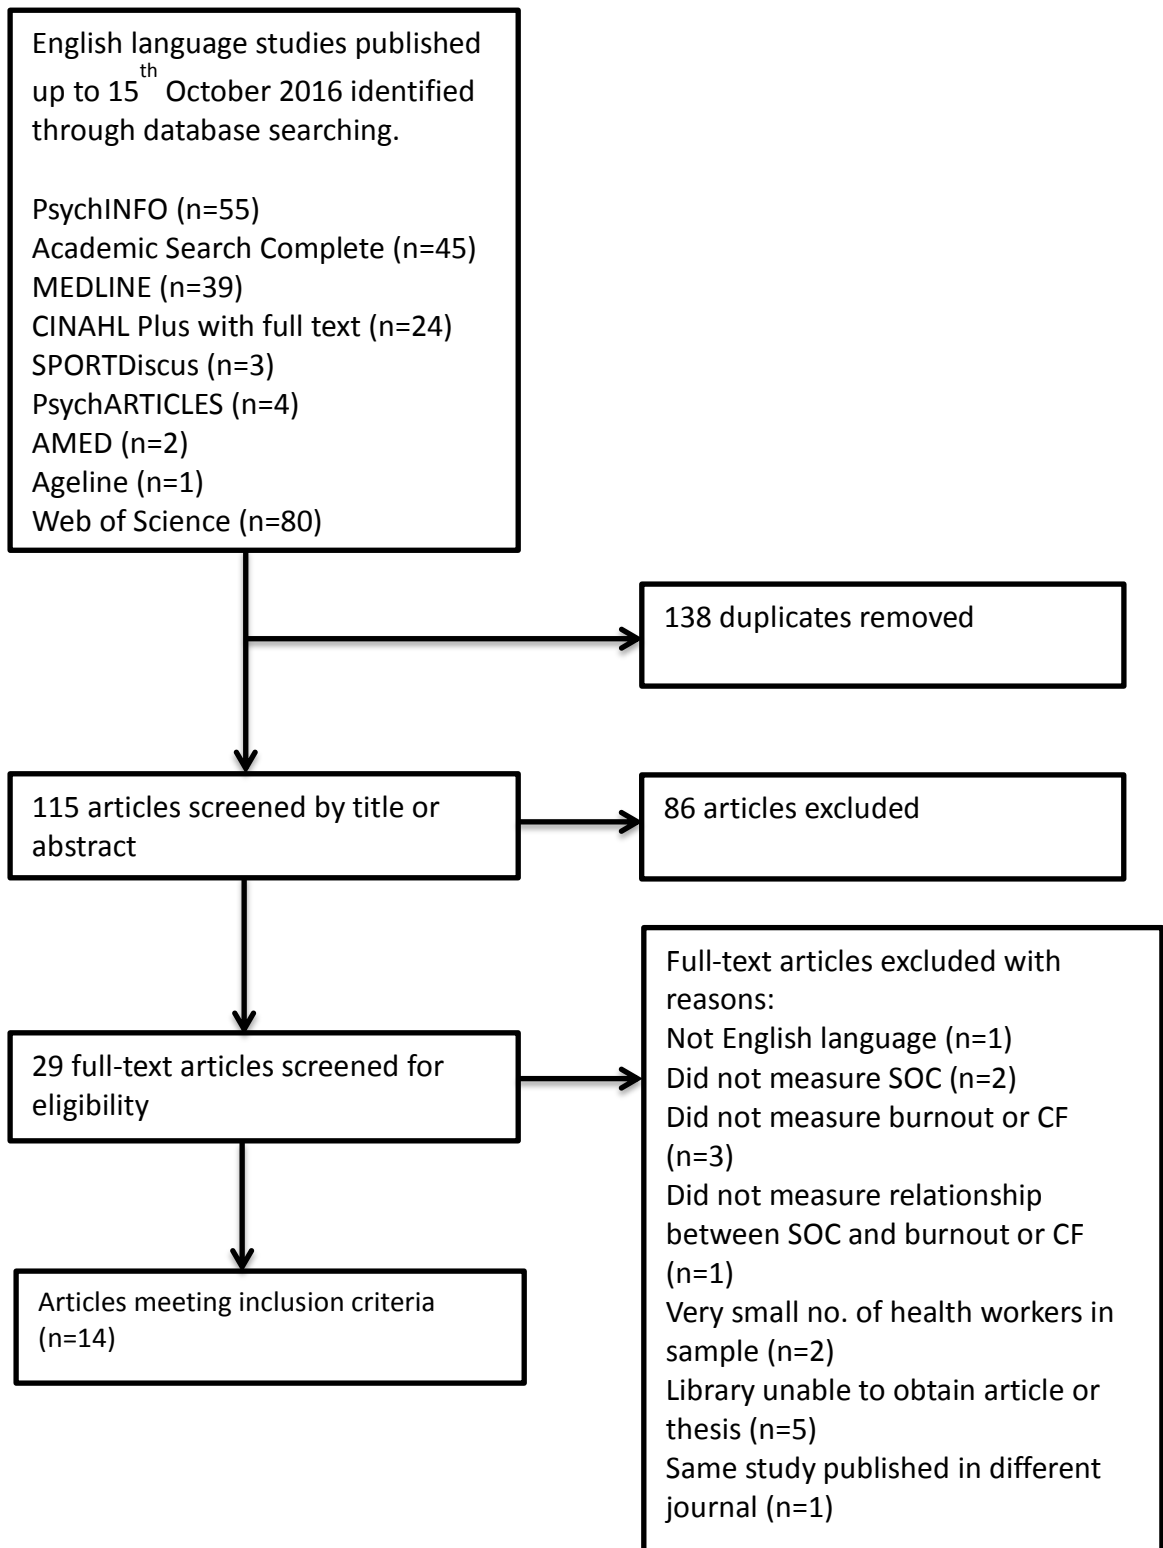 English language studies published
up to 15th October 2016 identified
through database searching.
PsychINFO (n=55)
Academic Search Complete (n=45)
MEDLINE (n=39)
CINAHL Plus with full text (n=24)
SPORTDiscus (n=3)
PsychARTICLES (n=4)
AMED (n=2)
Ageline (n=1)
Web of Science (n=80)
138 duplicates removed
115 articles screened by title or
abstract
86 articles excluded
29 full-text articles screened for
eligibility
Full-text articles excluded with
reasons:
Not English language (n=1)
Did not measure SOC (n=2)
Did not measure burnout or CF
(n=3)
Did not measure relationship
between SOC and burnout or CF
(n=1)
Very small no. of health workers in
sample (n=2)
Library unable to obtain article or
thesis (n=5)
Same study published in different
journal (n=1)
Articles meeting inclusion criteria
(n=14)